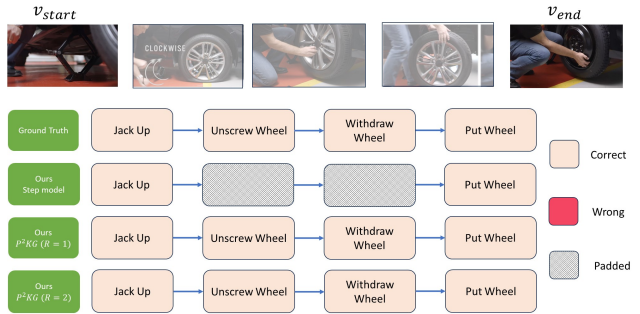 v_start
v_end
CLOCKWISE
Ground Truth
Jack Up
Unscrew Wheel
Withdraw
Wheel
Put Wheel
Ours
Step model
Jack Up
Put Wheel
Ours
P²KG (R = 1)
Jack Up
Unscrew Wheel
Withdraw
Wheel
Put Wheel
Ours
P²KG (R = 2)
Jack Up
Unscrew Wheel
Withdraw
Wheel
Put Wheel
Correct
Wrong
Padded